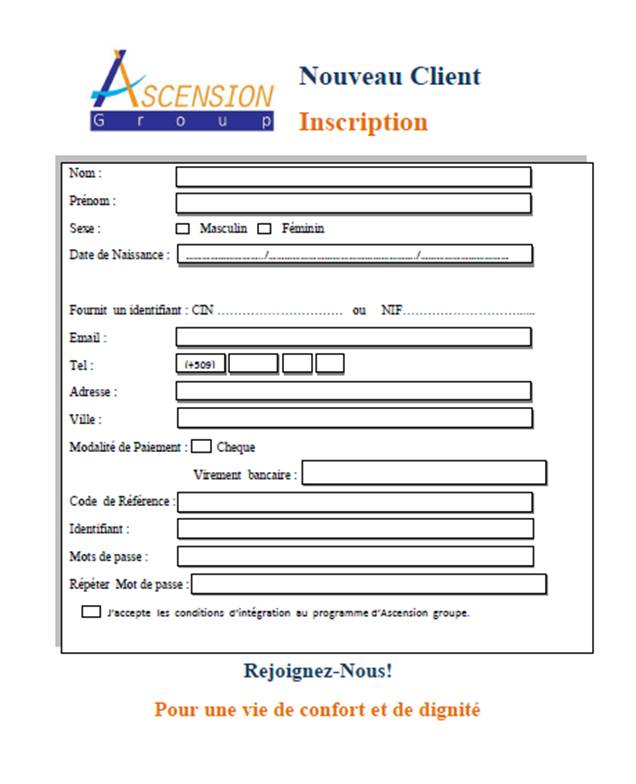 Nouveau Client
ASCENSION
Group
Inscription
Nom :
Prénom :
Sexe : Masculin Féminin
Date de Naissance : ............................/......................................................../.................................
Fournit un identifiant : CIN ................................. ou NIF...................................
Email :
Tel : (+509)
Adresse :
Ville :
Modalité de Paiement : Cheque
Virement bancaire :
Code de Référence :
Identifiant :
Mots de passe :
Répéter Mot de passe :
J'accepte les conditions d'intégration au programme d'Ascension groupe.
Rejoignez-Nous!
Pour une vie de confort et de dignité